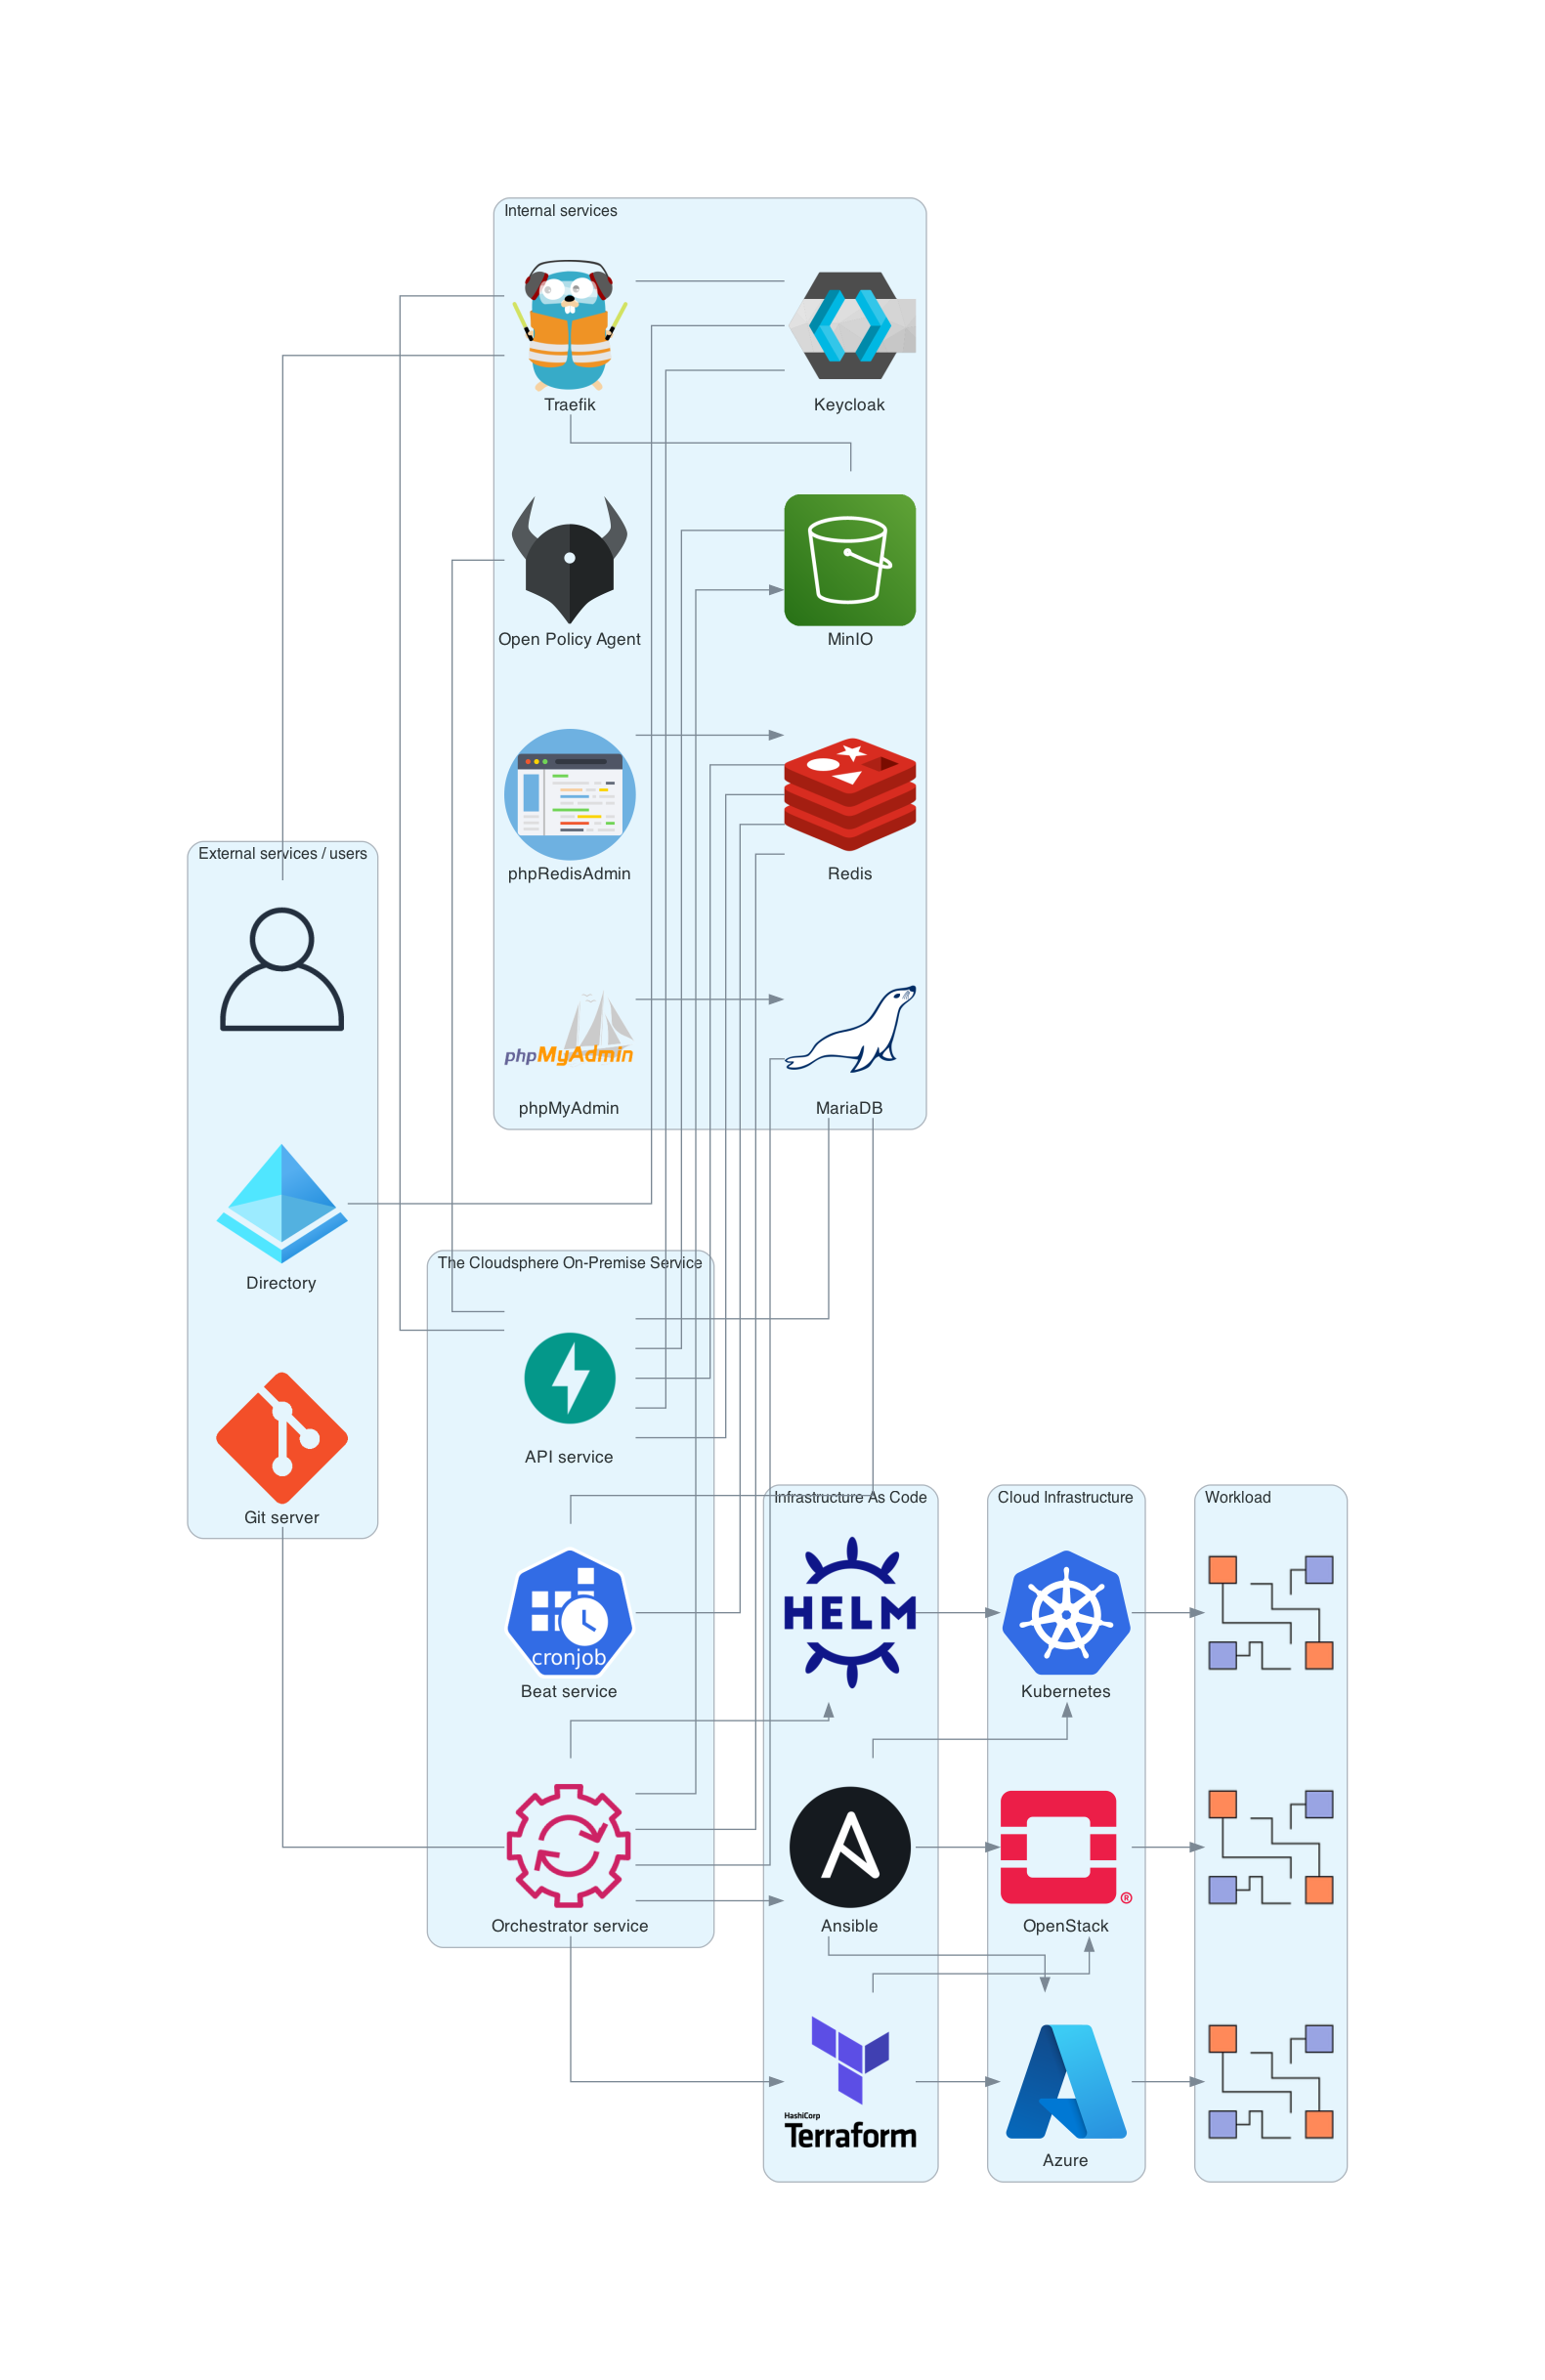 Internal services
Traefik
Keycloak
Open Policy Agent
MinIO
phpRedisAdmin
Redis
phpMyAdmin
phpMyAdmin
MariaDB
External services / users
Directory
Git server
The Cloudsphere On-Premise Service
API service
cronjob
Beat service
Orchestrator service
Infrastructure As Code
HELM
Ansible
HashiCorp
Terraform
Cloud Infrastructure
Kubernetes
®
OpenStack
Azure
Workload